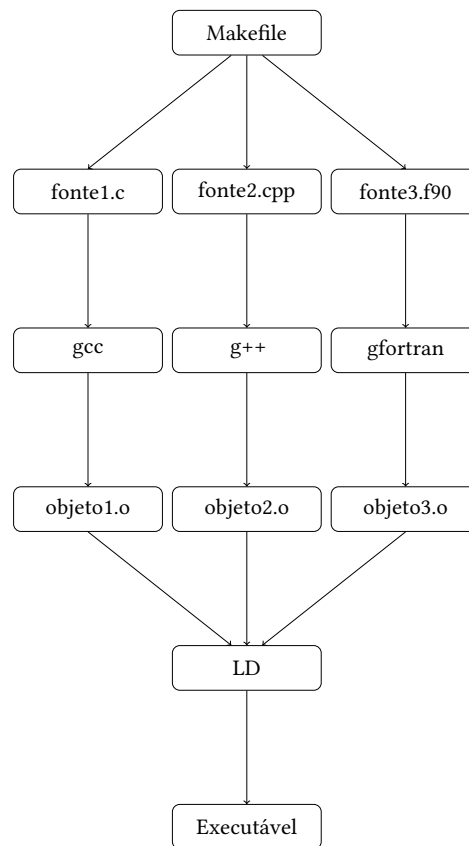 Makefile
fonte1.c
fonte2.cpp
fonte3.f90
gcc
g++
gfortran
objeto1.o
objeto2.o
objeto3.o
LD
Executável